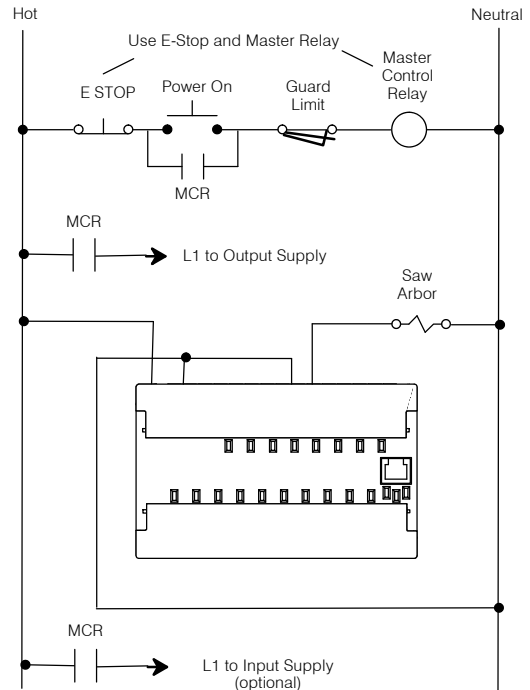 Hot
Neutral
Use E-Stop and Master Relay
Master
Control
Relay
E STOP
Power On
Guard
Limit
MCR
MCR
L1 to Output Supply
Saw
Arbor
MCR
L1 to Input Supply
(optional)